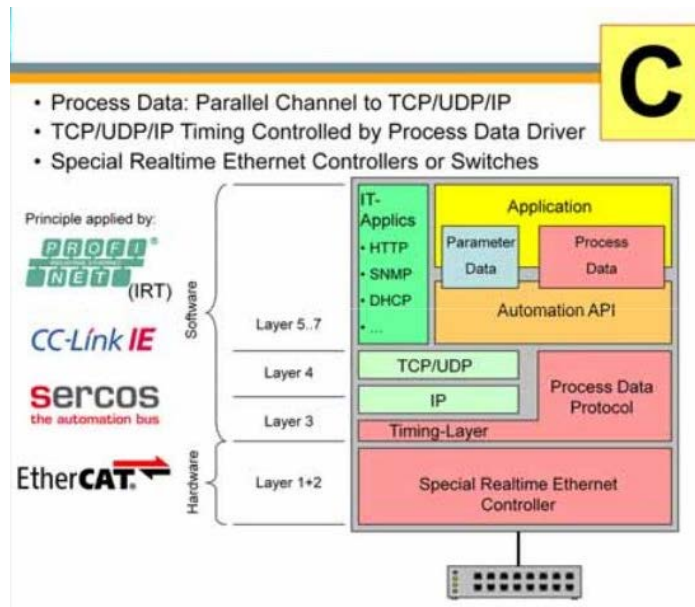 C
• Process Data: Parallel Channel to TCP/UDP/IP
• TCP/UDP/IP Timing Controlled by Process Data Driver
• Special Realtime Ethernet Controllers or Switches
Principle applied by:
PROFI®
NET
(IRT)
CC-Link IE
sercos
the automation bus
EtherCAT®
Software
Hardware
Layer 5..7
Layer 4
Layer 3
Layer 1+2
IT-
Applics
• HTTP
• SNMP
• DHCP
• ...
Application
Parameter
Data
Process
Data
Automation API
TCP/UDP
IP
Process Data
Protocol
Timing-Layer
Special Realtime Ethernet
Controller